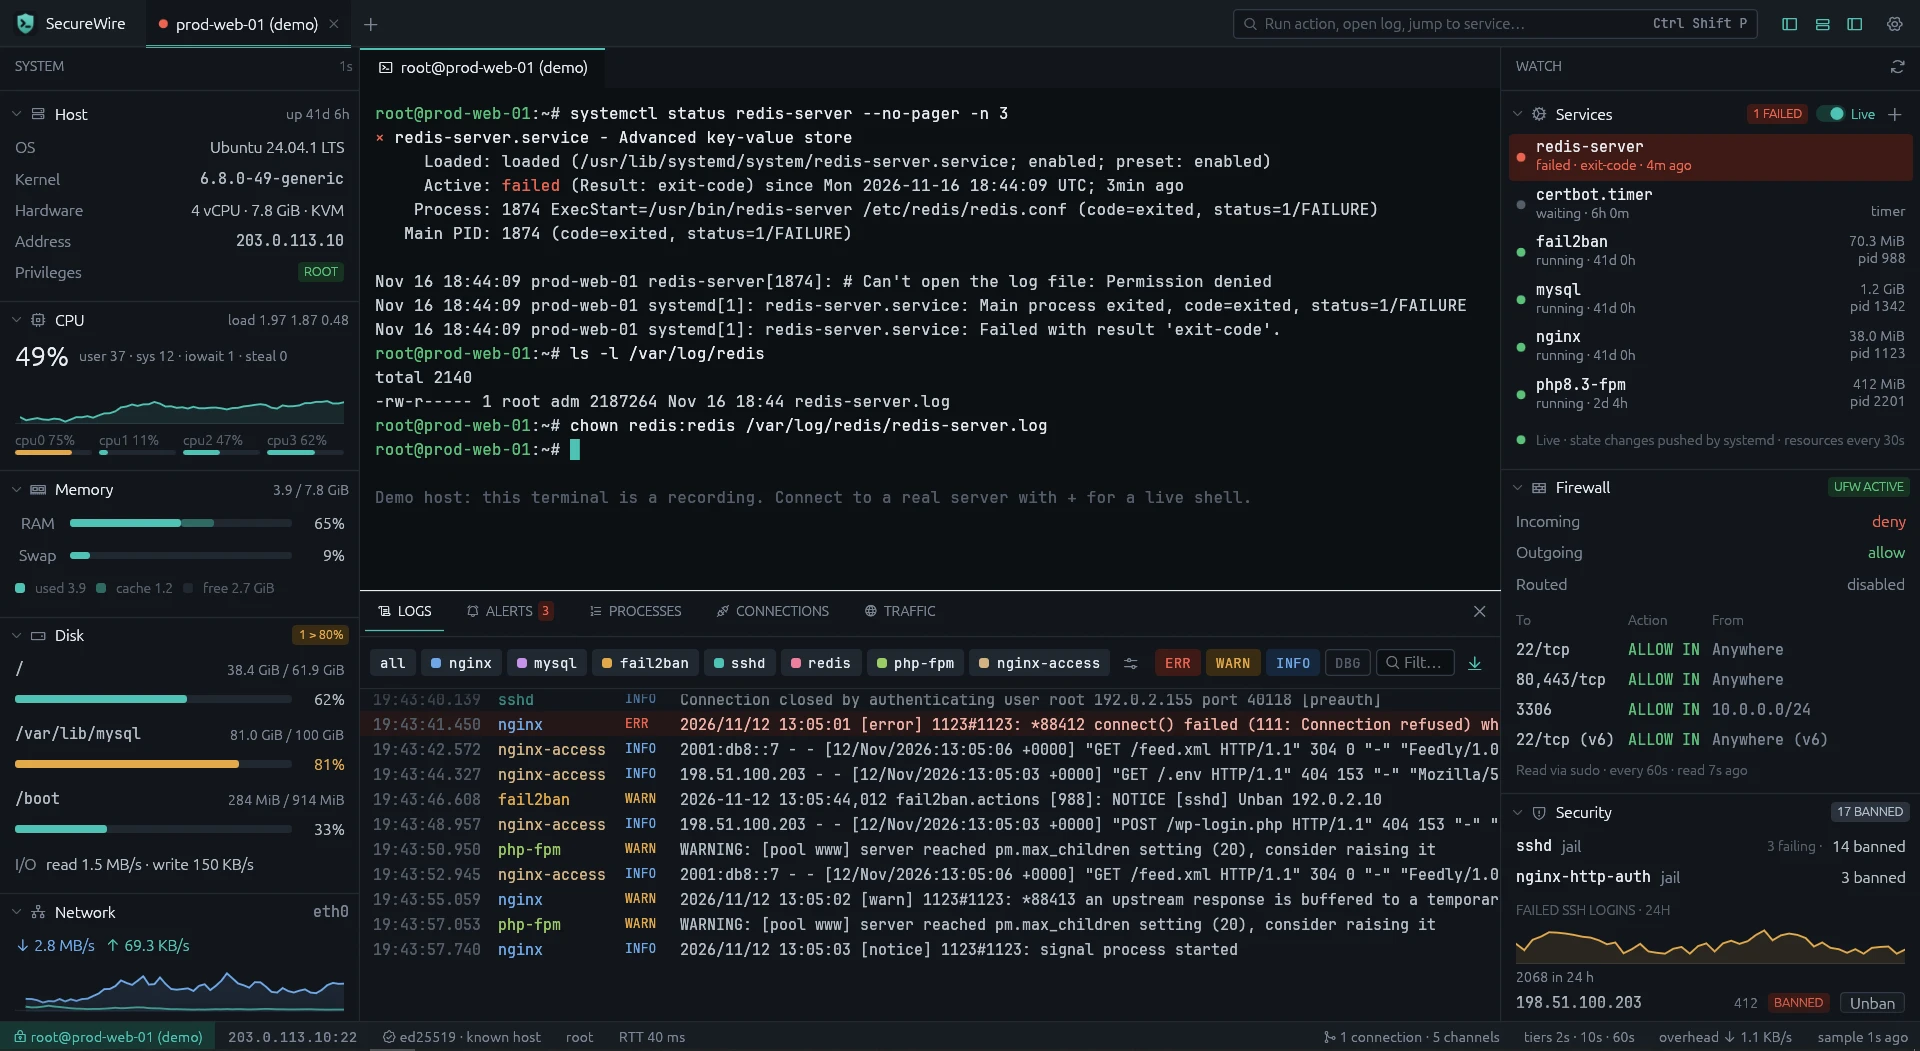 SecureWire
prod-web-01 (demo)
Run action, open log, jump to service…
Ctrl Shift P
SYSTEM
1s
Host
up 41d 6h
OS
Ubuntu 24.04.1 LTS
Kernel
6.8.0-49-generic
Hardware
4 vCPU · 7.8 GiB · KVM
Address
203.0.113.10
Privileges
ROOT
CPU
load 1.97 1.87 0.48
49%
user 37 · sys 12 · iowait 1 · steal 0
cpu0 75%
cpu1 11%
cpu2 47%
cpu3 62%
Memory
3.9 / 7.8 GiB
RAM
65%
Swap
9%
used 3.9
cache 1.2
free 2.7 GiB
Disk
1 > 80%
/
38.4 GiB / 61.9 GiB
62%
/var/lib/mysql
81.0 GiB / 100 GiB
81%
/boot
284 MiB / 914 MiB
33%
I/O read 1.5 MB/s · write 150 KB/s
Network
eth0
↓ 2.8 MB/s ↑ 69.3 KB/s
root@prod-web-01 (demo)
root@prod-web-01:~# systemctl status redis-server --no-pager -n 3
× redis-server.service - Advanced key-value store
Loaded: loaded (/usr/lib/systemd/system/redis-server.service; enabled; preset: enabled)
Active: failed (Result: exit-code) since Mon 2026-11-16 18:44:09 UTC; 3min ago
Process: 1874 ExecStart=/usr/bin/redis-server /etc/redis/redis.conf (code=exited, status=1/FAILURE)
Main PID: 1874 (code=exited, status=1/FAILURE)
Nov 16 18:44:09 prod-web-01 redis-server[1874]: # Can't open the log file: Permission denied
Nov 16 18:44:09 prod-web-01 systemd[1]: redis-server.service: Main process exited, code=exited, status=1/FAILURE
Nov 16 18:44:09 prod-web-01 systemd[1]: redis-server.service: Failed with result 'exit-code'.
root@prod-web-01:~# ls -l /var/log/redis
total 2140
-rw-r----- 1 root adm 2187264 Nov 16 18:44 redis-server.log
root@prod-web-01:~# chown redis:redis /var/log/redis/redis-server.log
root@prod-web-01:~#
Demo host: this terminal is a recording. Connect to a real server with + for a live shell.
LOGS
ALERTS 3
PROCESSES
CONNECTIONS
TRAFFIC
all
nginx
mysql
fail2ban
sshd
redis
php-fpm
nginx-access
ERR
WARN
INFO
DBG
Filt…
19:43:40.139 sshd INFO Connection closed by authenticating user root 192.0.2.155 port 40118 [preauth]
19:43:41.450 nginx ERR 2026/11/12 13:05:01 [error] 1123#1123: *88412 connect() failed (111: Connection refused) wh
19:43:42.572 nginx-access INFO 2001:db8::7 - - [12/Nov/2026:13:05:06 +0000] "GET /feed.xml HTTP/1.1" 304 0 "-" "Feedly/1.0
19:43:44.327 nginx-access INFO 198.51.100.203 - - [12/Nov/2026:13:05:03 +0000] "GET /.env HTTP/1.1" 404 153 "-" "Mozilla/5
19:43:46.608 fail2ban WARN 2026-11-12 13:05:44,012 fail2ban.actions [988]: NOTICE [sshd] Unban 192.0.2.10
19:43:48.957 nginx-access INFO 198.51.100.203 - - [12/Nov/2026:13:05:03 +0000] "POST /wp-login.php HTTP/1.1" 404 153 "-" "
19:43:50.950 php-fpm WARN WARNING: [pool www] server reached pm.max_children setting (20), consider raising it
19:43:52.945 nginx-access INFO 2001:db8::7 - - [12/Nov/2026:13:05:06 +0000] "GET /feed.xml HTTP/1.1" 304 0 "-" "Feedly/1.0
19:43:55.059 nginx WARN 2026/11/12 13:05:02 [warn] 1123#1123: *88413 an upstream response is buffered to a temporar
19:43:57.053 php-fpm WARN WARNING: [pool www] server reached pm.max_children setting (20), consider raising it
19:43:57.740 nginx INFO 2026/11/12 13:05:03 [notice] 1123#1123: signal process started
WATCH
Services
1 FAILED
Live
redis-server
failed · exit-code · 4m ago
certbot.timer
waiting · 6h 0m
timer
fail2ban
running · 41d 0h
70.3 MiB
pid 988
mysql
running · 41d 0h
1.2 GiB
pid 1342
nginx
running · 41d 0h
38.0 MiB
pid 1123
php8.3-fpm
running · 2d 4h
412 MiB
pid 2201
Live · state changes pushed by systemd · resources every 30s
Firewall
UFW ACTIVE
Incoming
deny
Outgoing
allow
Routed
disabled
To Action From
22/tcp ALLOW IN Anywhere
80,443/tcp ALLOW IN Anywhere
3306 ALLOW IN 10.0.0.0/24
22/tcp (v6) ALLOW IN Anywhere (v6)
Read via sudo · every 60s · read 7s ago
Security
17 BANNED
sshd jail
3 failing · 14 banned
nginx-http-auth jail
3 banned
FAILED SSH LOGINS · 24H
2068 in 24 h
198.51.100.203
412
BANNED
Unban
root@prod-web-01 (demo)
203.0.113.10:22
ed25519 · known host
root
RTT 40 ms
1 connection · 5 channels
tiers 2s · 10s · 60s
overhead ↓ 1.1 KB/s
sample 1s ago